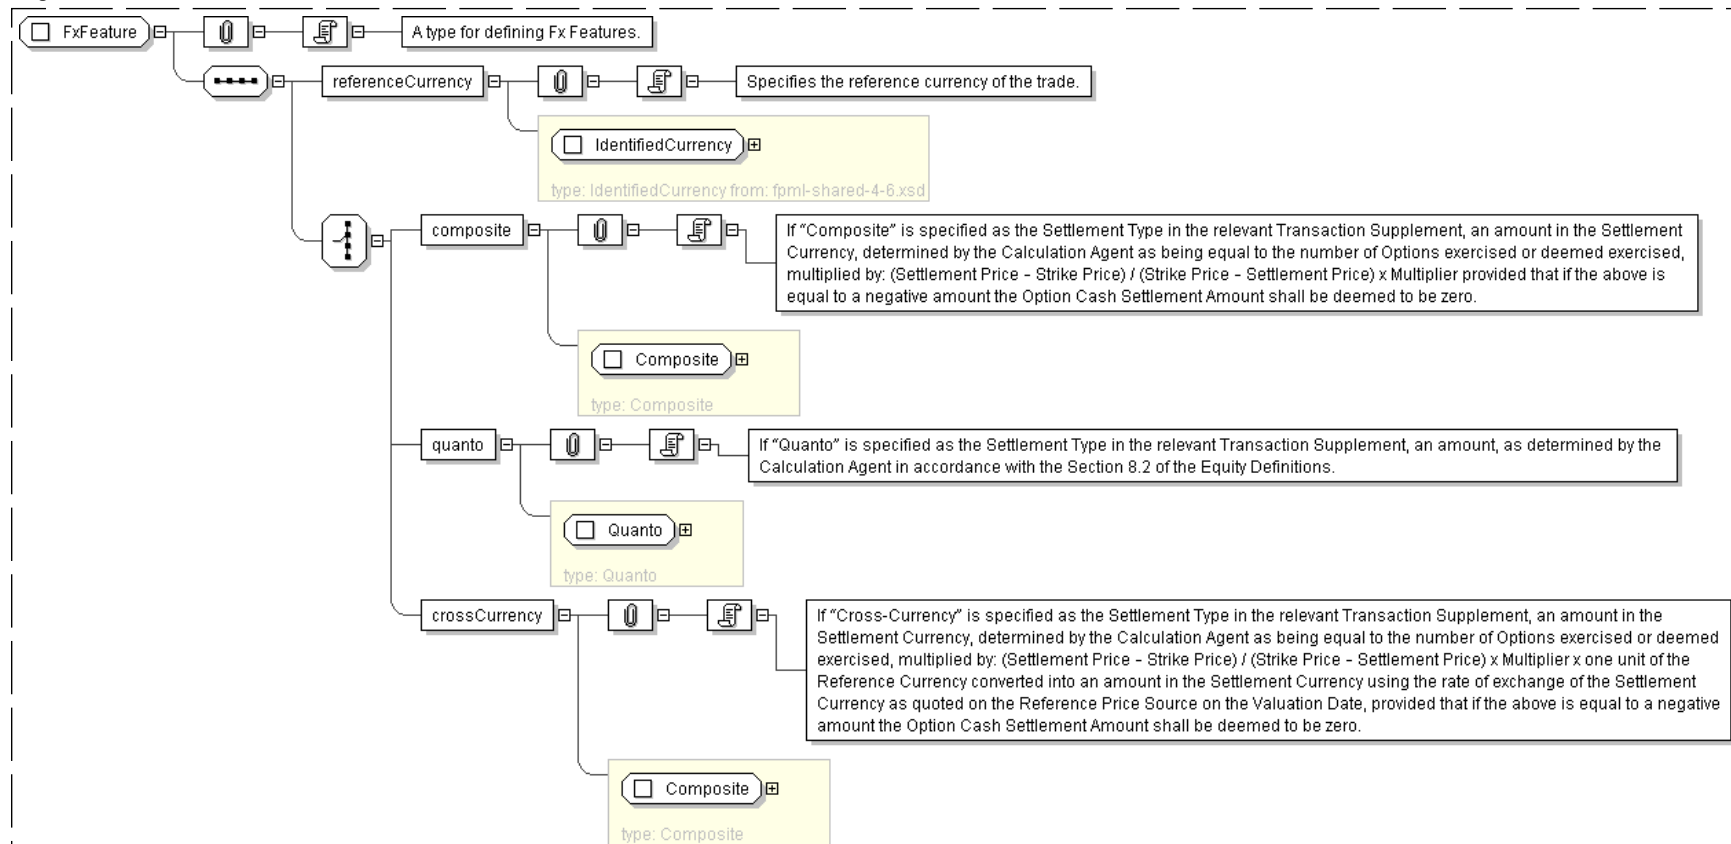 FxFeature
A type for defining Fx Features.
referenceCurrency
Specifies the reference currency of the trade.
IdentifiedCurrency
type: IdentifiedCurrency from: fpml-shared-4-6.xsd
composite
If “Composite” is specified as the Settlement Type in the relevant Transaction Supplement, an amount in the Settlement
Currency, determined by the Calculation Agent as being equal to the number of Options exercised or deemed exercised,
multiplied by: (Settlement Price – Strike Price) / (Strike Price – Settlement Price) x Multiplier provided that if the above is
equal to a negative amount the Option Cash Settlement Amount shall be deemed to be zero.
Composite
type: Composite
quanto
If “Quanto” is specified as the Settlement Type in the relevant Transaction Supplement, an amount, as determined by the
Calculation Agent in accordance with the Section 8.2 of the Equity Definitions.
Quanto
type: Quanto
crossCurrency
If “Cross-Currency” is specified as the Settlement Type in the relevant Transaction Supplement, an amount in the
Settlement Currency, determined by the Calculation Agent as being equal to the number of Options exercised or deemed
exercised, multiplied by: (Settlement Price – Strike Price) / (Strike Price – Settlement Price) x Multiplier x one unit of the
Reference Currency converted into an amount in the Settlement Currency using the rate of exchange of the Settlement
Currency as quoted on the Reference Price Source on the Valuation Date, provided that if the above is equal to a negative
amount the Option Cash Settlement Amount shall be deemed to be zero.
Composite
type: Composite